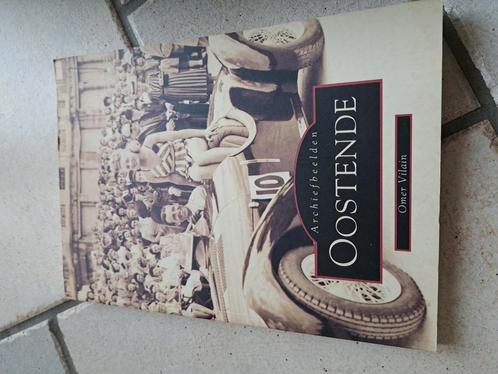 Archiefbeelden
OOSTENDE
Omer Vilain
10